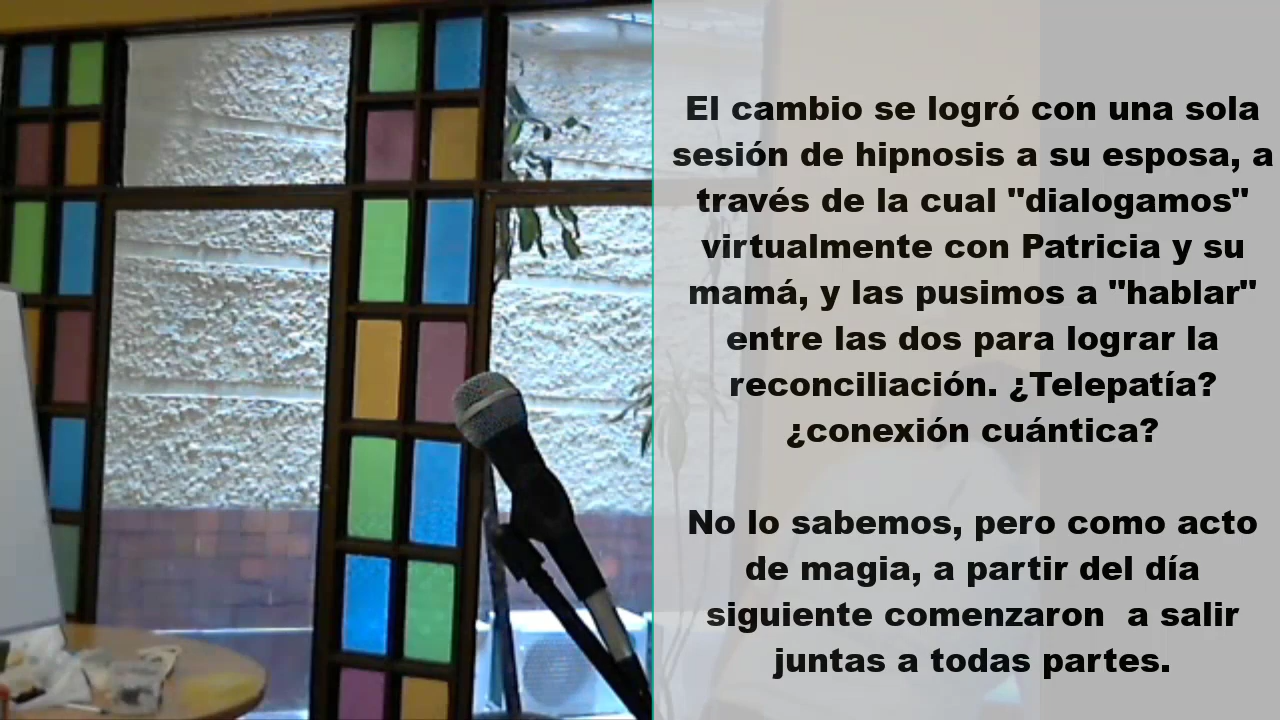 El cambio se logró con una sola
sesión de hipnosis a su esposa, a
través de la cual "dialogamos"
virtualmente con Patricia y su
mamá, y las pusimos a "hablar"
entre las dos para lograr la
reconciliación. ¿Telepatía?
¿conexión cuántica?
No lo sabemos, pero como acto
de magia, a partir del día
siguiente comenzaron  a salir
juntas a todas partes.